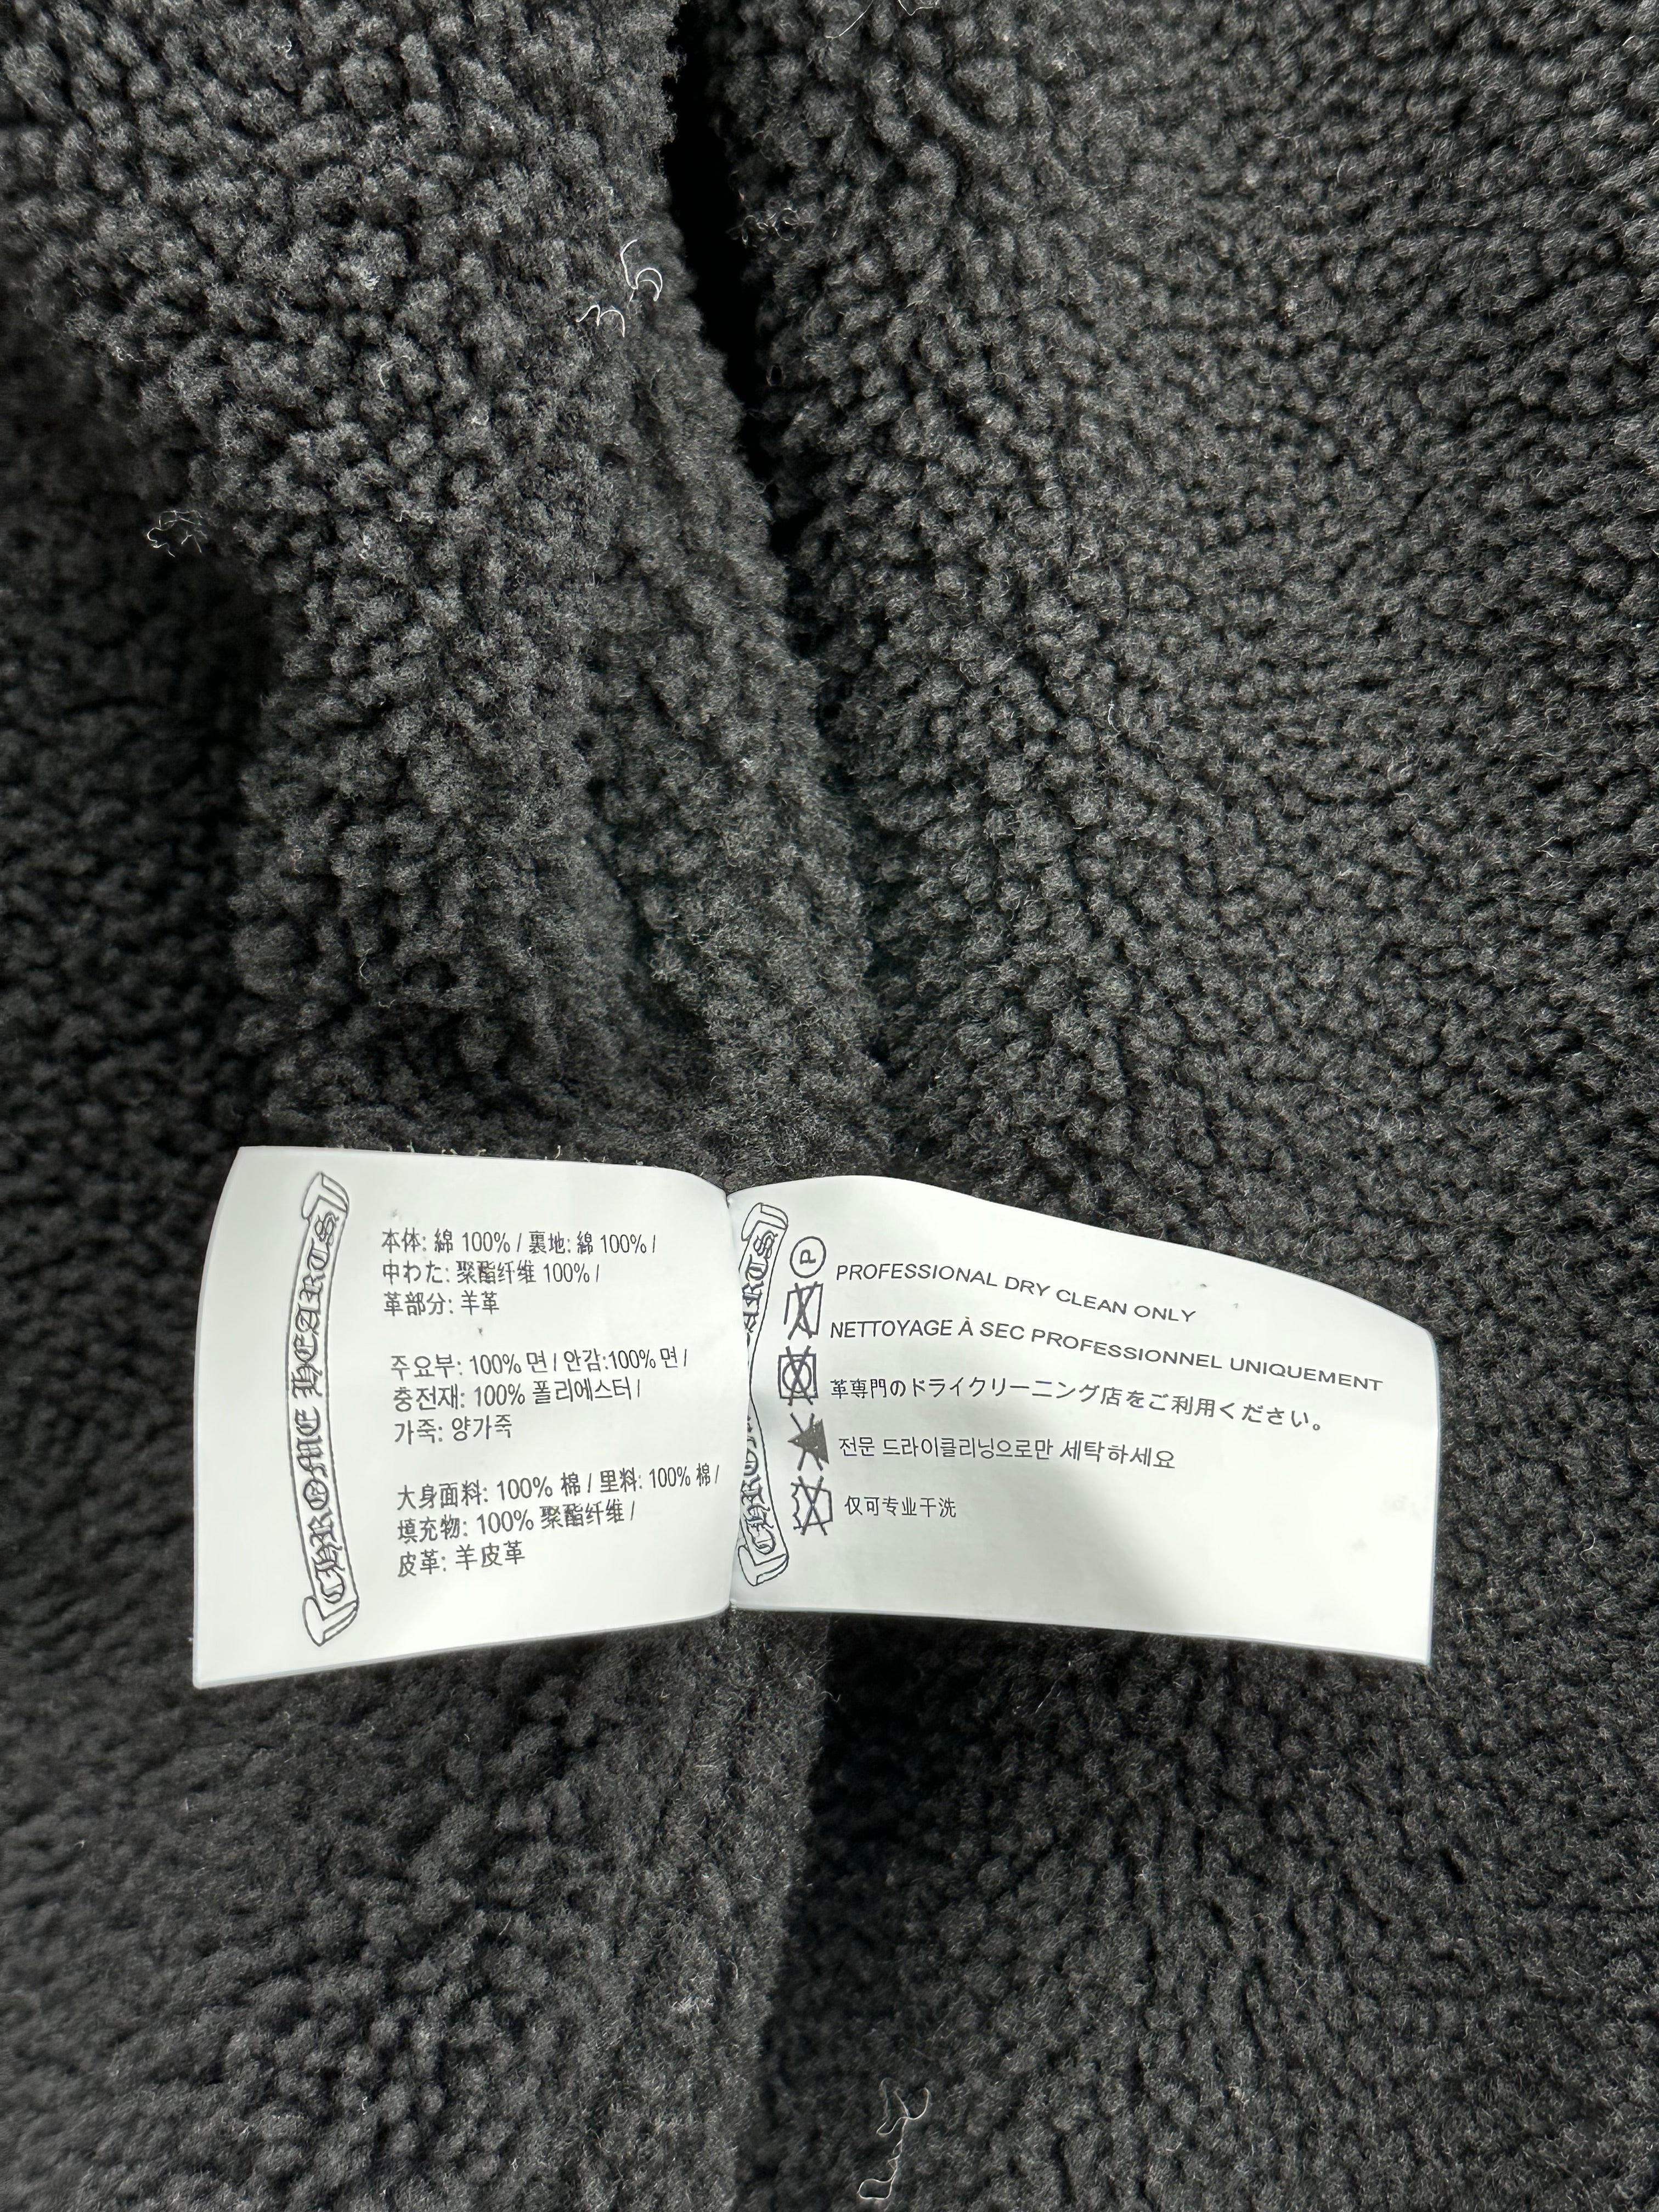 CHROME HEARTS
本体: 綿 100% / 裏地: 綿 100% /
中わた: 聚酯纤维 100% /
革部分: 羊革
주요부: 100% 면 / 안감:100% 면 /
충전재: 100% 폴리에스터 /
가죽: 양가죽
大身面料: 100% 棉 / 里料: 100% 棉 /
填充物: 100% 聚酯纤维 /
皮革: 羊皮革
CHROME HEARTS
P
PROFESSIONAL DRY CLEAN ONLY
NETTOYAGE À SEC PROFESSIONNEL UNIQUEMENT
革専門のドライクリーニング店をご利用ください。
전문 드라이클리닝으로만 세탁하세요
仅可专业干洗